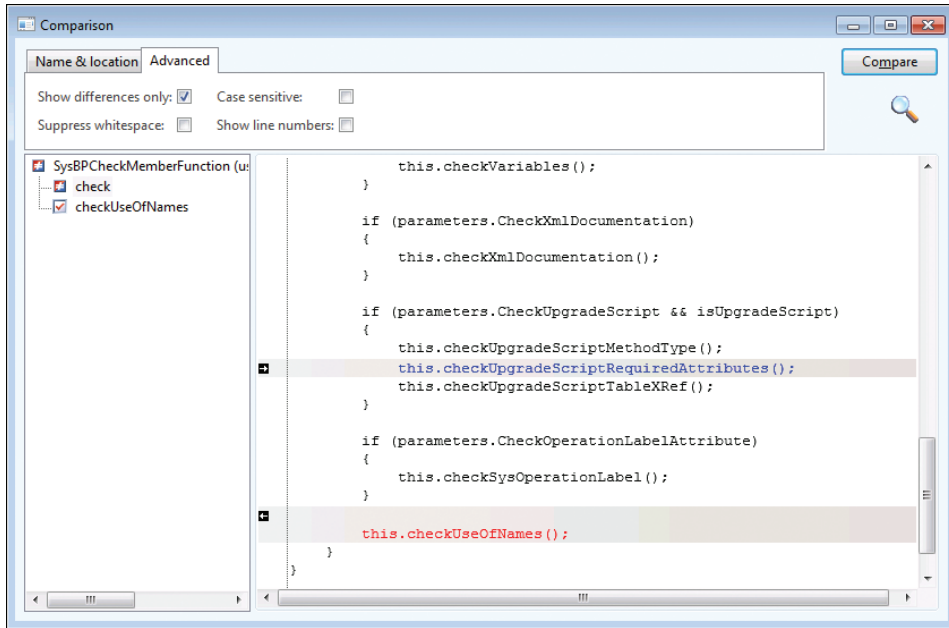 Comparison
Name & location Advanced
Compare
Show differences only: Case sensitive:
Suppress whitespace: Show line numbers:
SysBPCheckMemberFunction (u:
check
checkUseOfNames
this.checkVariables();
}
if (parameters.CheckXmlDocumentation)
{
this.checkXmlDocumentation();
}
if (parameters.CheckUpgradeScript && isUpgradeScript)
{
this.checkUpgradeScriptMethodType();
this.checkUpgradeScriptRequiredAttributes();
this.checkUpgradeScriptTableXRef();
}
if (parameters.CheckOperationLabelAttribute)
{
this.checkSysOperationLabel();
}
this.checkUseOfNames();
}
}